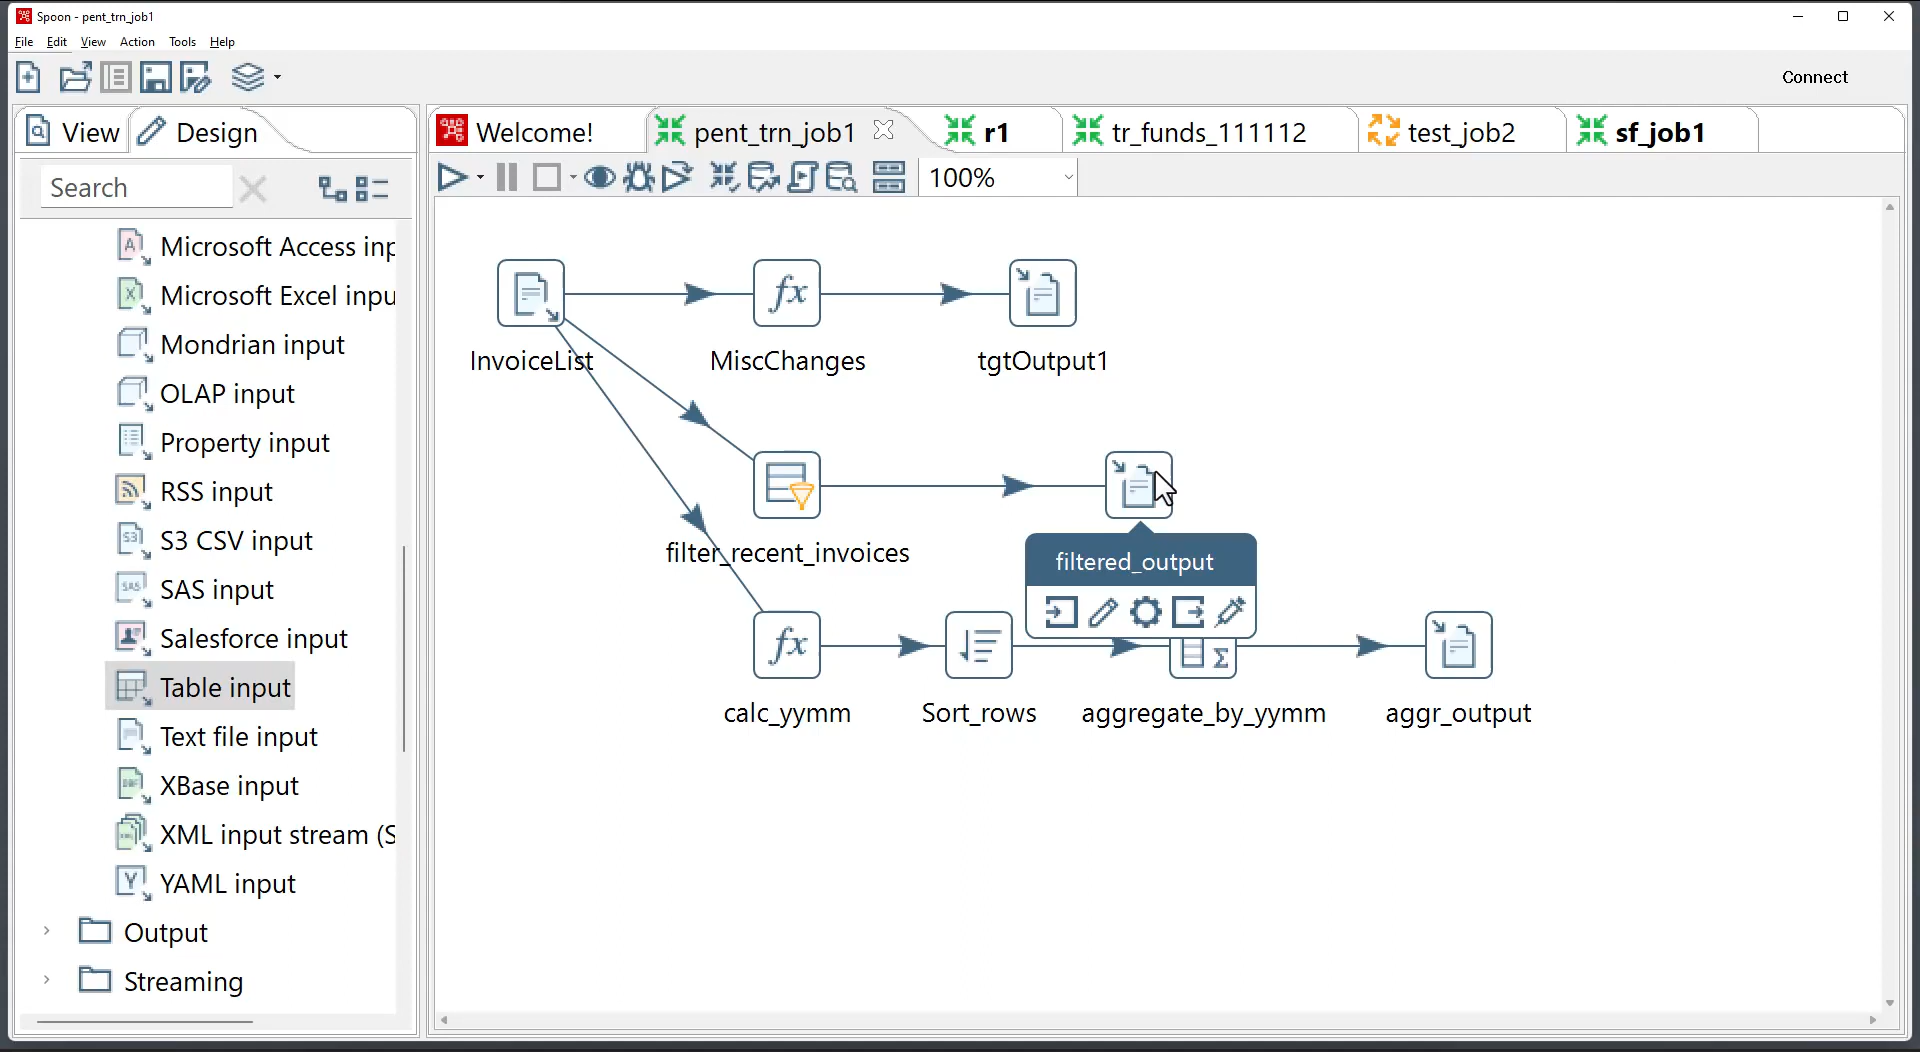 Spoon - pent_trn_job1
File Edit View Action Tools Help
Connect
View Design
Welcome! pent_trn_job1 r1 tr_funds_111112 test_job2 sf_job1
Search
100%
Microsoft Access inp
Microsoft Excel inpu
Mondrian input
OLAP input
Property input
RSS input
S3 CSV input
SAS input
Salesforce input
Table input
Text file input
XBase input
XML input stream (S
YAML input
Output
Streaming
InvoiceList MiscChanges tgtOutput1
filter_recent_invoices filtered_output
calc_yymm Sort_rows aggregate_by_yymm aggr_output